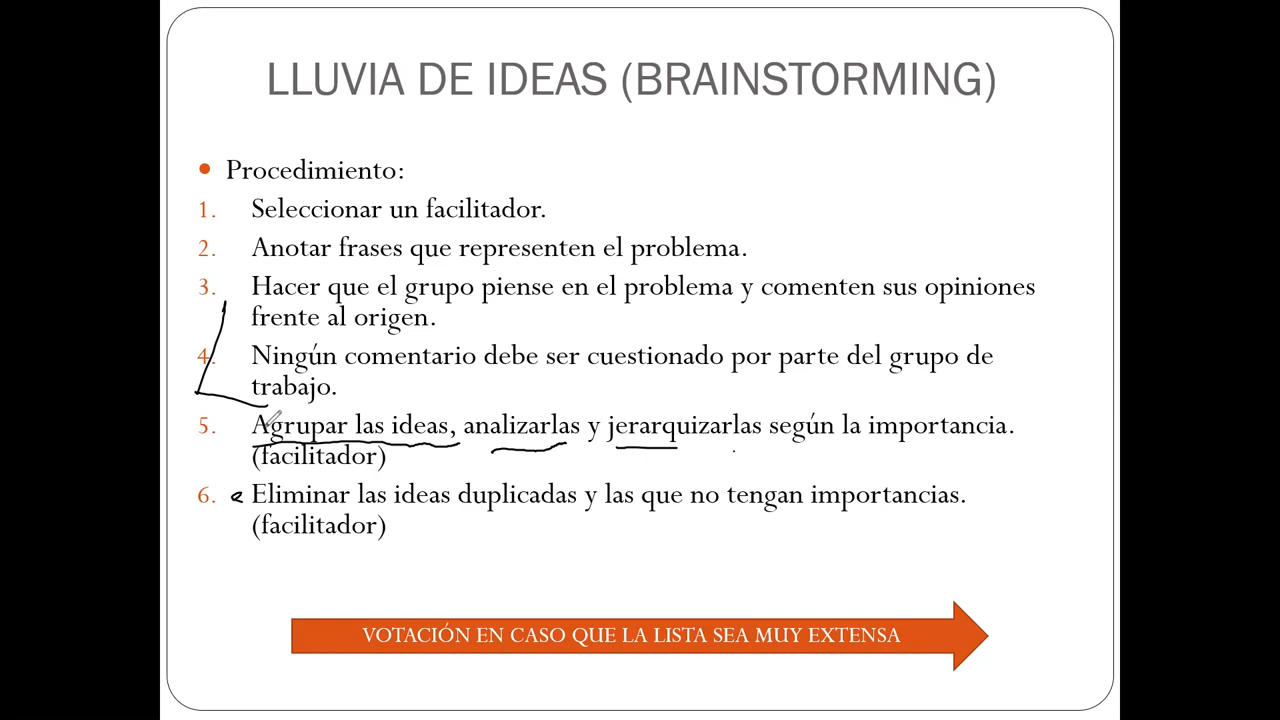 LLUVIA DE IDEAS (BRAINSTORMING)
• Procedimiento:
1. Seleccionar un facilitador.
2. Anotar frases que representen el problema.
3. Hacer que el grupo piense en el problema y comenten sus opiniones
frente al origen.
4. Ningún comentario debe ser cuestionado por parte del grupo de
trabajo.
5. Agrupar las ideas, analizarlas y jerarquizarlas según la importancia.
(facilitador)
6. Eliminar las ideas duplicadas y las que no tengan importancias.
(facilitador)
VOTACIÓN EN CASO QUE LA LISTA SEA MUY EXTENSA